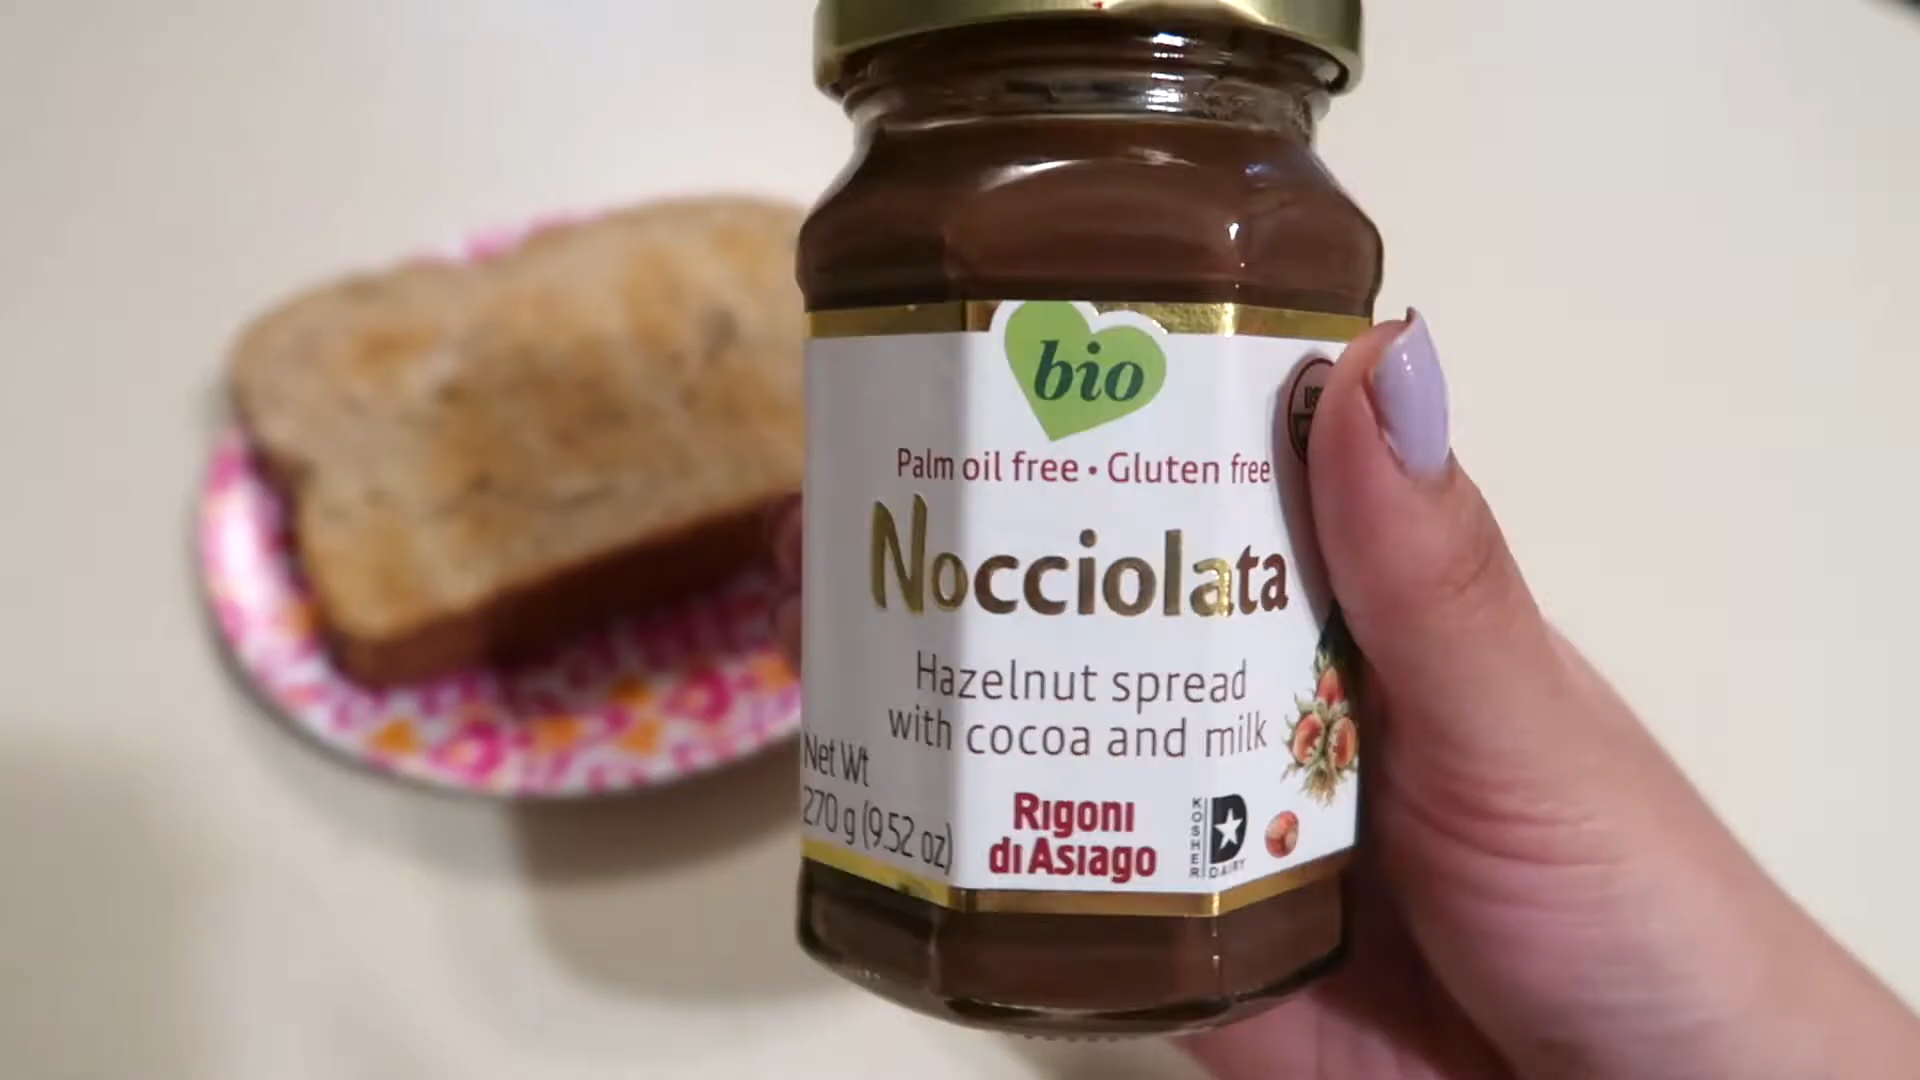 bio
Palm oil free • Gluten free
Nocciolata
Hazelnut spread
with cocoa and milk
Net Wt
270 g (9.52 oz)
Rigoni
di Asiago
KOSHER
D
DAIRY